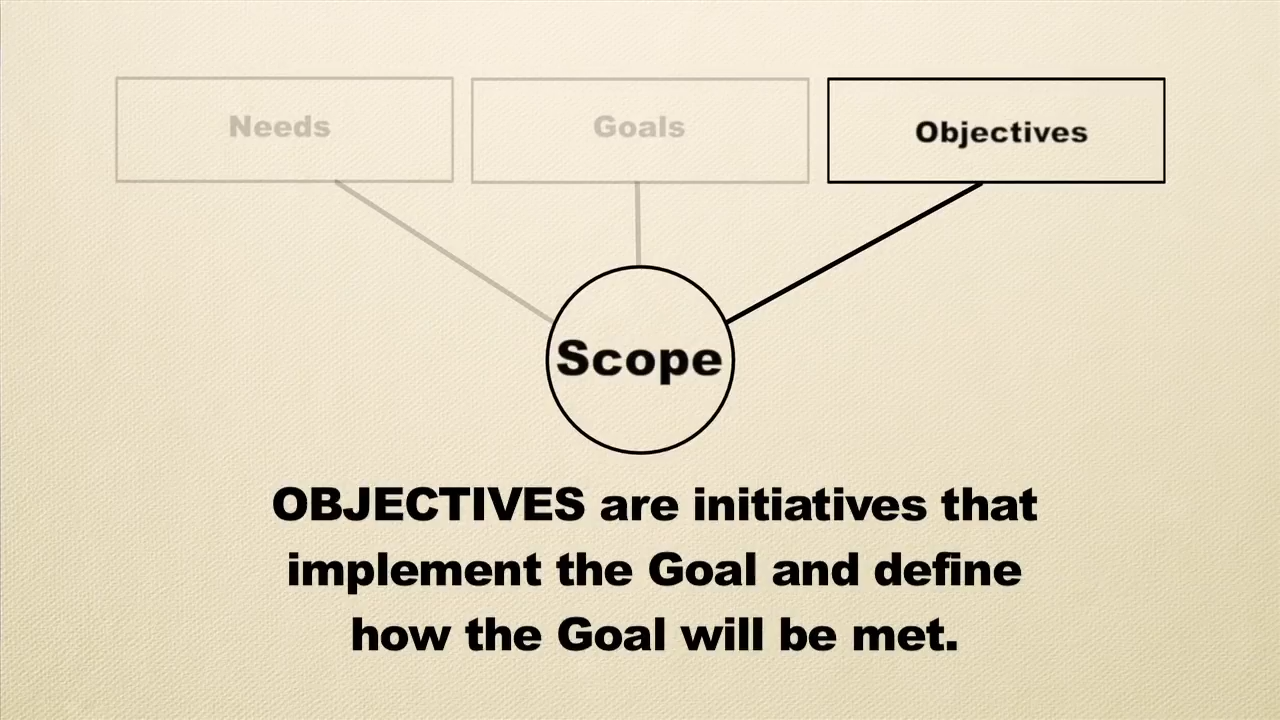 Needs
Goals
Objectives
Scope
OBJECTIVES are initiatives that
implement the Goal and define
how the Goal will be met.